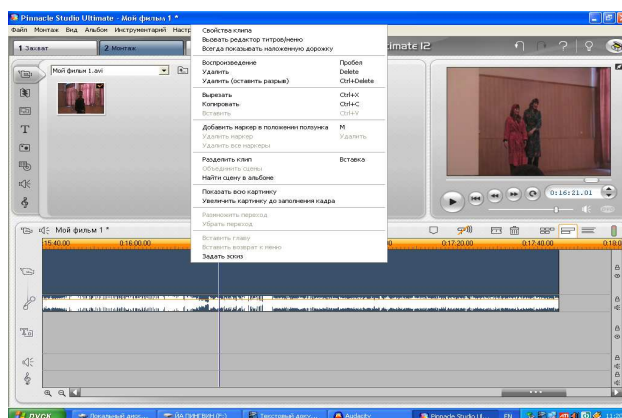 Pinnacle Studio Ultimate - Мой фильм 1 *
Файл Монтаж Вид Альбом Инструментарий
1 Захват
2 Монтаж
12
Мой фильм 1.avi
Свойства клипа
Вызвать редактор титров/меню
Всегда показывать наложенную дорожку
Воспроизведение Пробел
Удалить Delete
Удалить (оставить разрыв) Ctrl+Delete
Вырезать Ctrl+X
Копировать Ctrl+C
Вставить Ctrl+V
Добавить маркер в положении ползунка M
Удалить маркер Удалить
Удалить все маркеры
Разделить клип Вставка
Объединить сцены
Найти сцену в альбоме
Показать всю картинку
Увеличить картинку до заполнения кадра
Размножить переход
Убрать переход
Вставить главу
Вставить возврат к меню
Задать эскиз
0:16:21.01
Мой фильм 1 *
15:40.00 0:16:00.00 0:17:20.00 0:17:40.00
пуск
Локальный диск...
Текстовый доку...
Audacity
Pinnacle Studio Ul...
EN